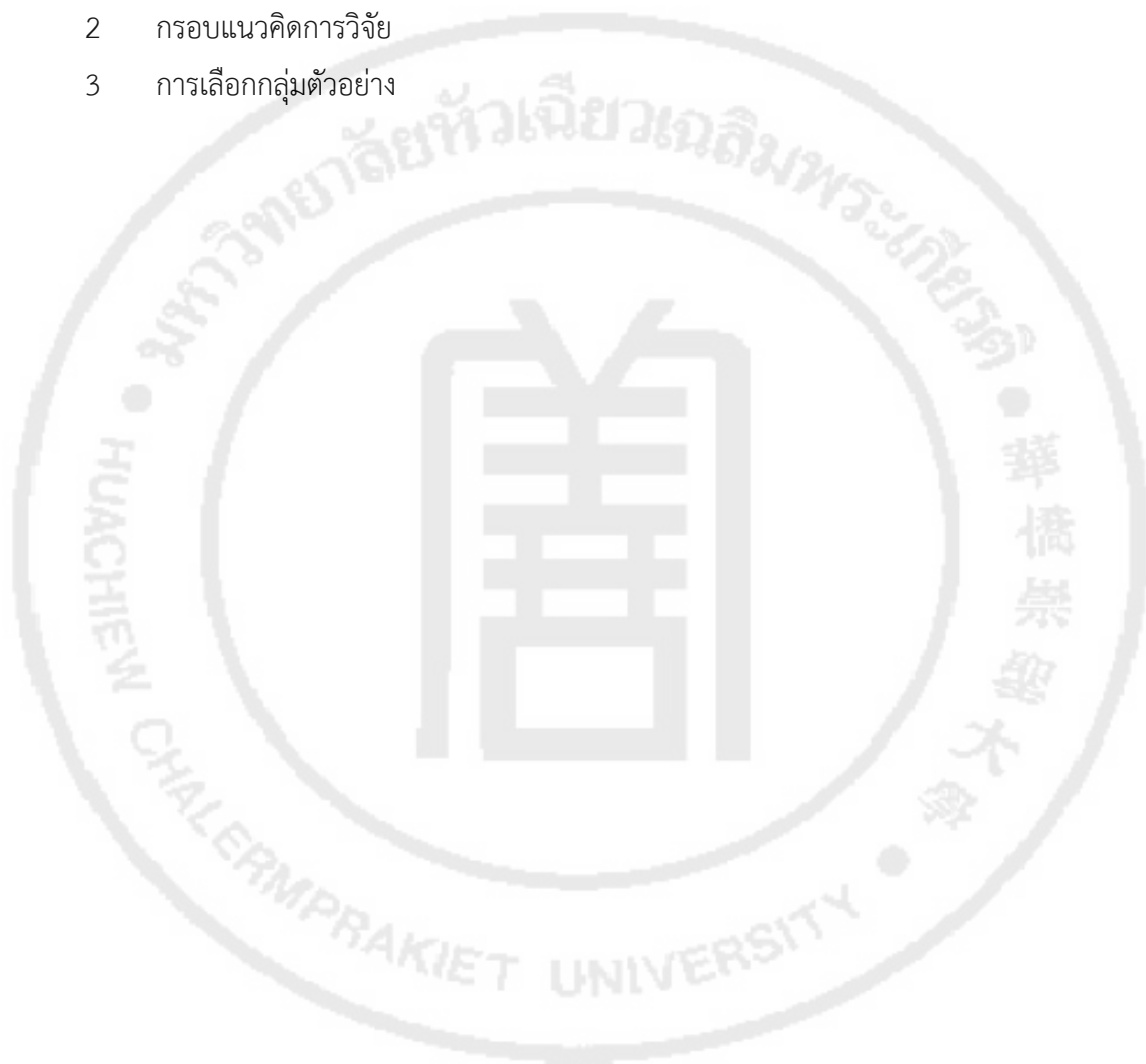 2 กรอบแนวคิดการวิจัย
3 การเลือกกลุ่มตัวอย่าง
มหาวิทยาลัยหัวเฉียวเฉลิมพระเกียรติ
HUACHIEW CHALERMPRAKIET UNIVERSITY
華僑崇聖大學